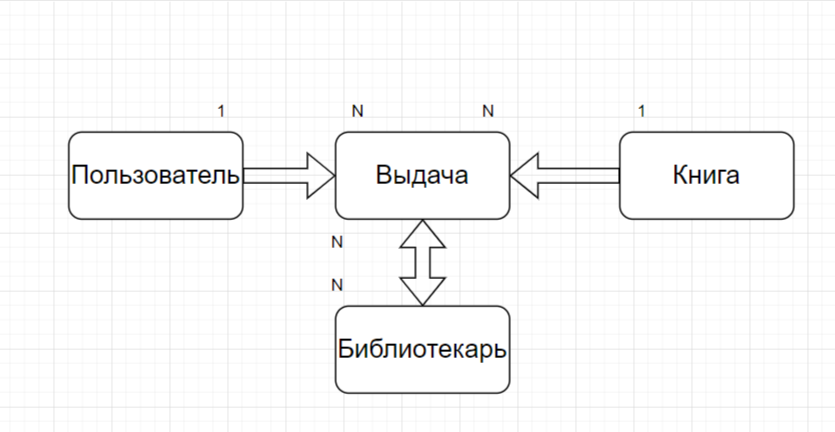 1 N N 1
Пользователь Выдача Книга
N
N
Библиотекарь